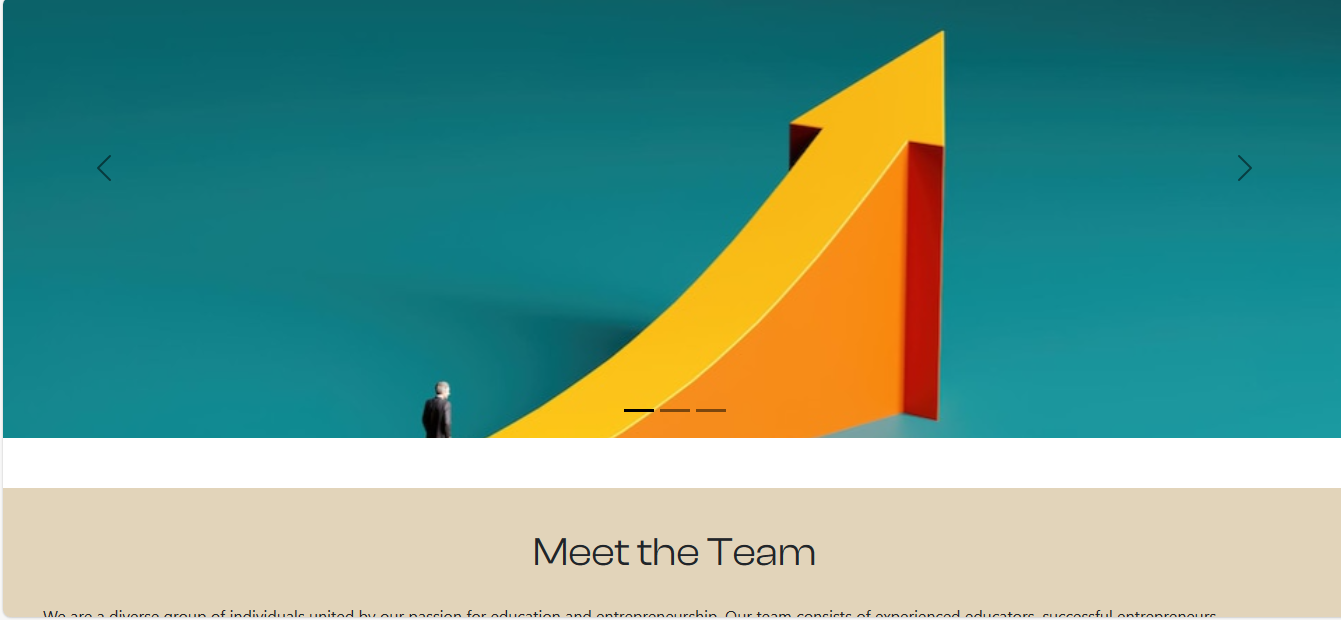 Meet the Team
We are a diverse group of individuals united by our passion for education and entrepreneurship. Our team consists of experienced educators, successful entrepreneurs,